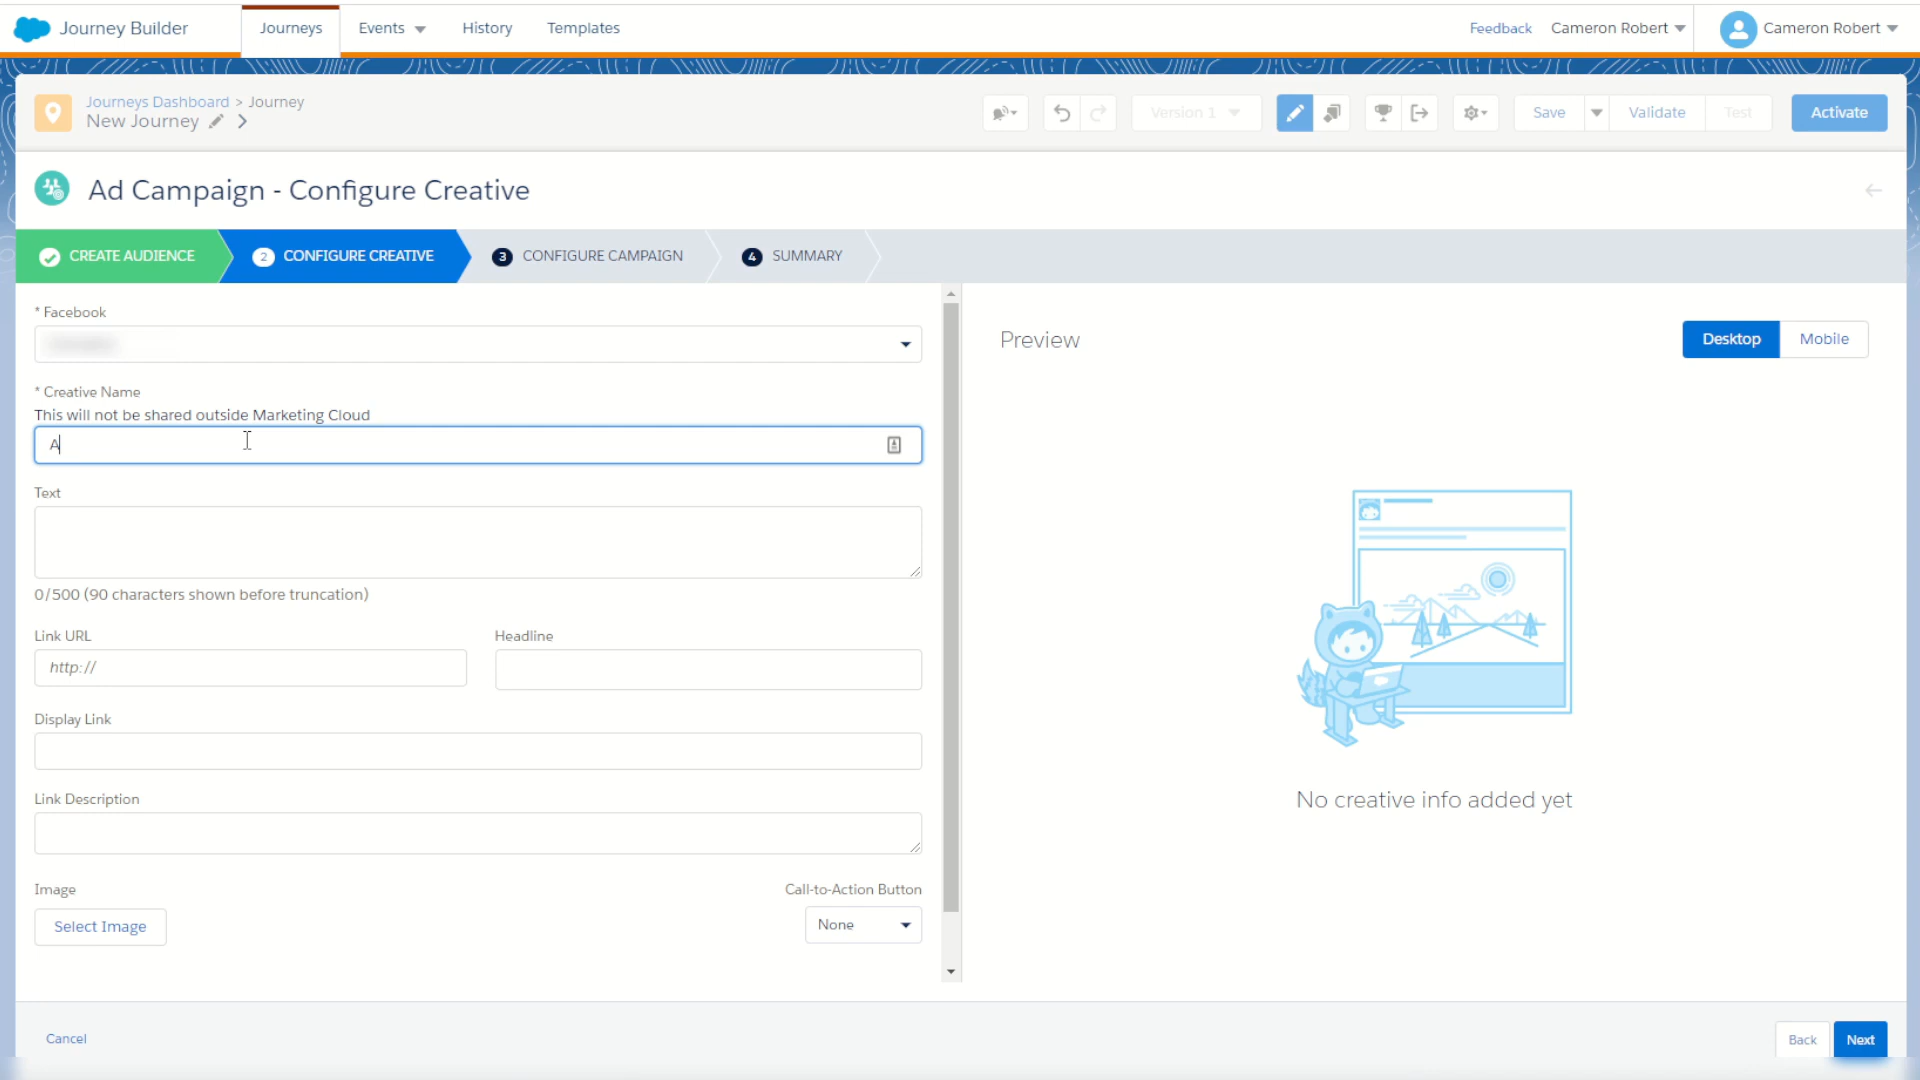 Journey Builder
Journeys
Events
History
Templates
Feedback
Cameron Robert
Cameron Robert
Journeys Dashboard > Journey
New Journey
Version 1
Save
Validate
Test
Activate
Ad Campaign - Configure Creative
CREATE AUDIENCE
2 CONFIGURE CREATIVE
3 CONFIGURE CAMPAIGN
4 SUMMARY
* Facebook
* Creative Name
This will not be shared outside Marketing Cloud
A
Text
0/500 (90 characters shown before truncation)
Link URL
Headline
http://
Display Link
Link Description
Image
Call-to-Action Button
Select Image
None
Preview
Desktop
Mobile
No creative info added yet
Cancel
Back
Next